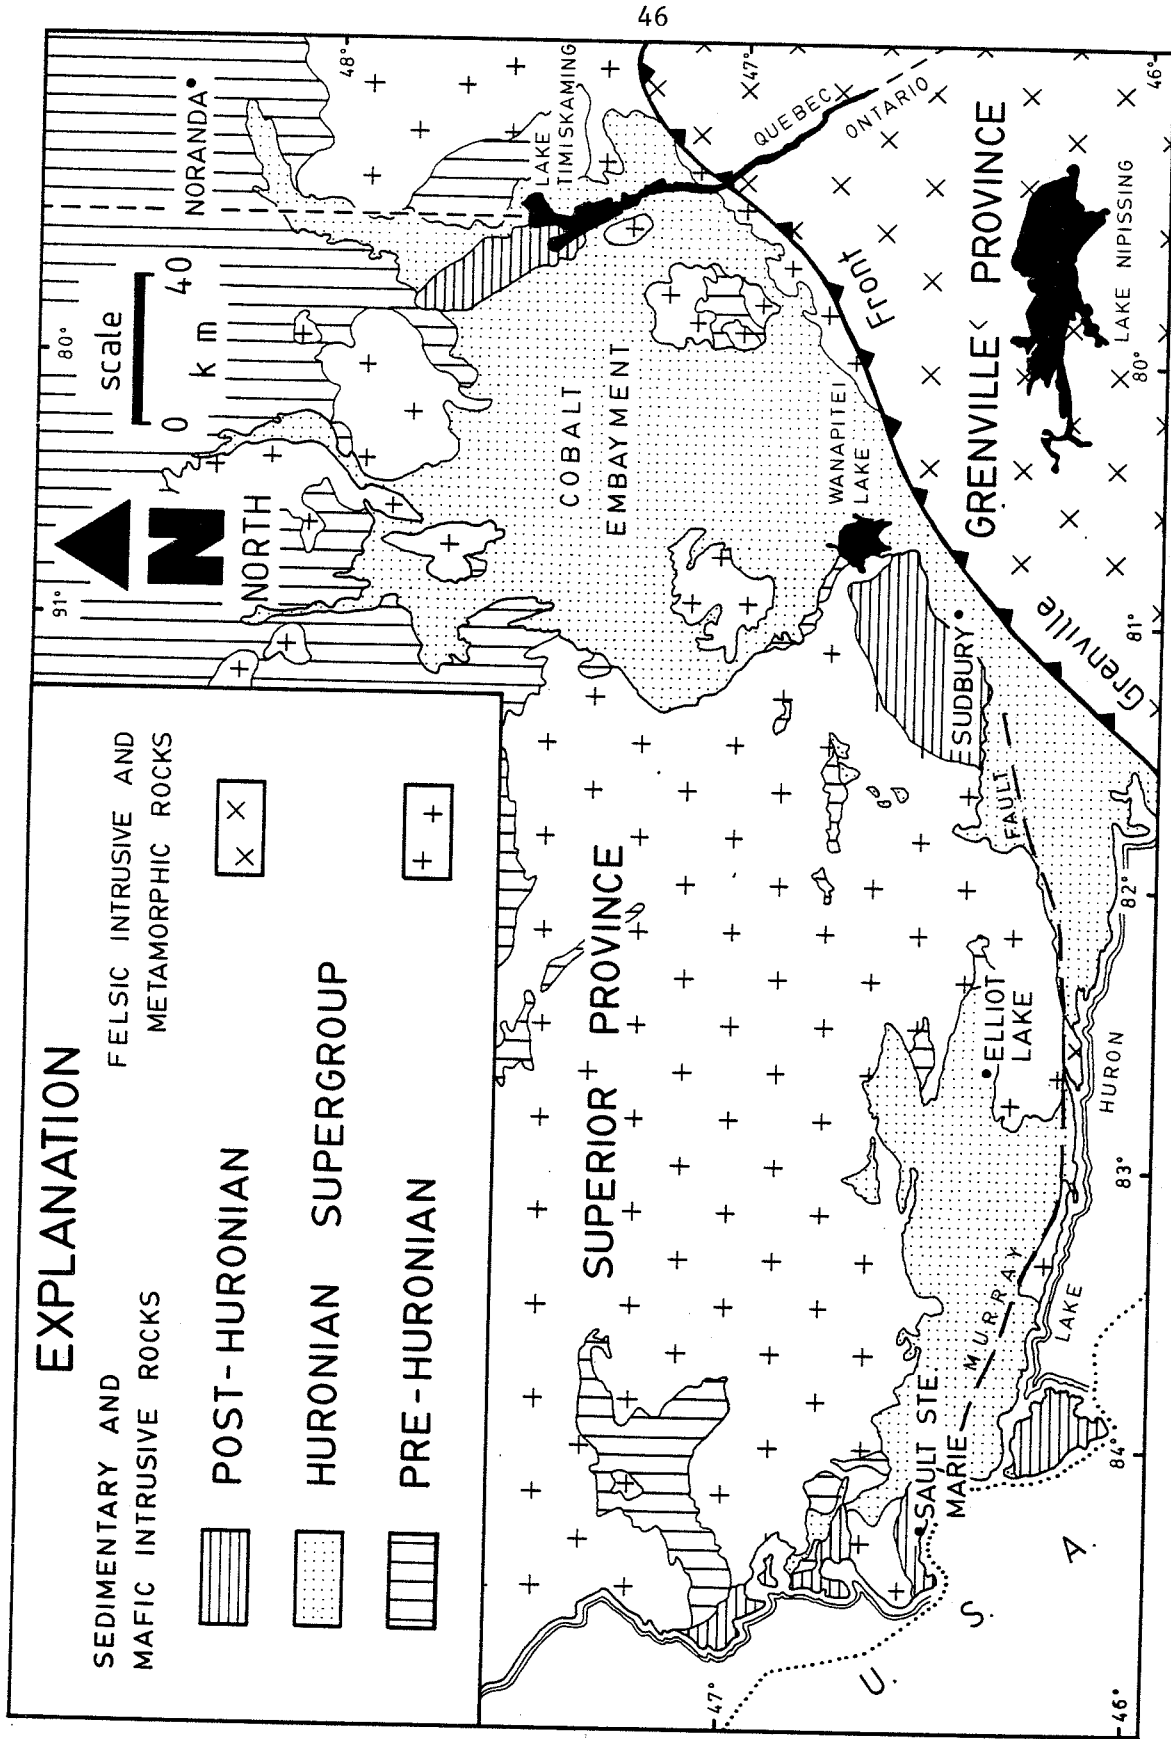 46
EXPLANATION
SEDIMENTARY AND
MAFIC INTRUSIVE ROCKS
FELSIC INTRUSIVE AND
METAMORPHIC ROCKS
POST-HURONIAN
HURONIAN SUPERGROUP
PRE-HURONIAN
91°
N
NORTH
80°
scale
0 40
km
NORANDA
48°
LAKE
TIMISKAMING
47°
QUEBEC
ONTARIO
46°
COBALT
EMBAYMENT
WANAPITEI
LAKE
Grenville Front
GRENVILLE PROVINCE
LAKE NIPISSING
80°
81°
SUPERIOR PROVINCE
SUDBURY
MURRAY FAULT
ELLIOT
LAKE
82°
83°
84°
LAKE HURON
SAULT STE.
MARIE
47°
46°
U. S. A.